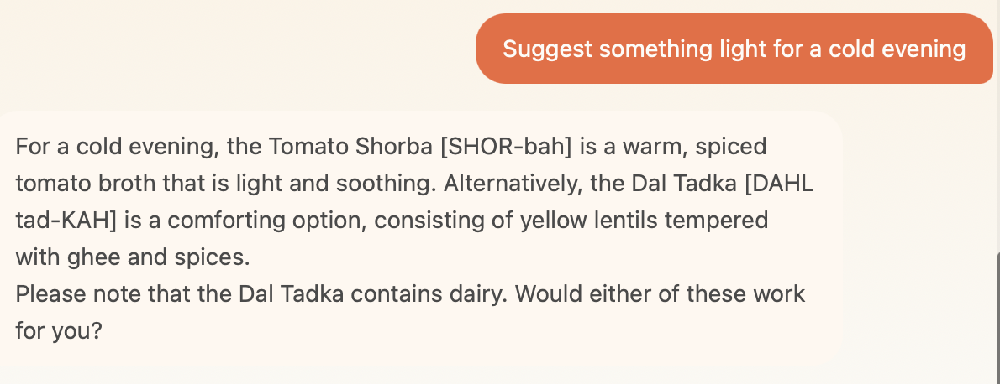 Suggest something light for a cold evening
For a cold evening, the Tomato Shorba [SHOR-bah] is a warm, spiced
tomato broth that is light and soothing. Alternatively, the Dal Tadka [DAHL
tad-KAH] is a comforting option, consisting of yellow lentils tempered
with ghee and spices.
Please note that the Dal Tadka contains dairy. Would either of these work
for you?